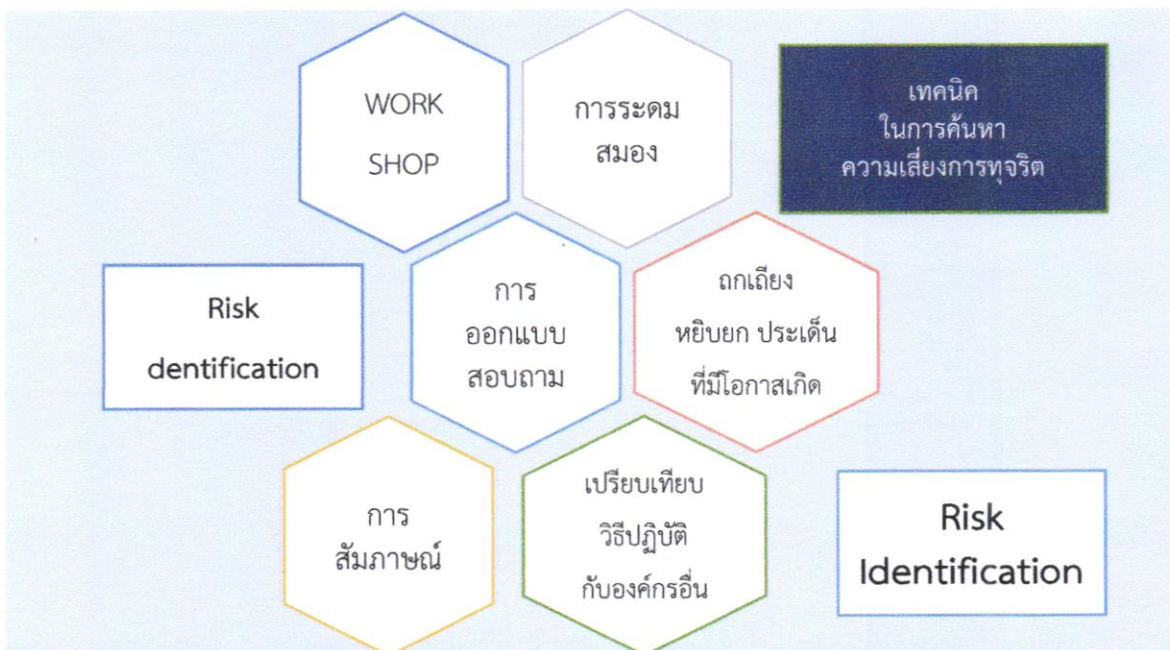 WORK
SHOP
การระดม
สมอง
เทคนิค
ในการค้นหา
ความเสี่ยงการทุจริต
Risk
dentification
การ
ออกแบบ
สอบถาม
ถกเถียง
หยิบยก ประเด็น
ที่มีโอกาสเกิด
การ
สัมภาษณ์
เปรียบเทียบ
วิธีปฏิบัติ
กับองค์กรอื่น
Risk
Identification